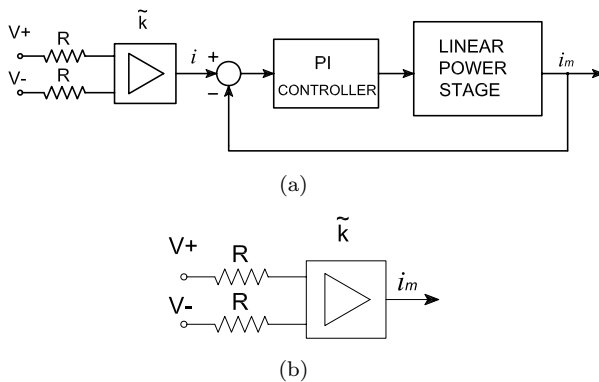 k̃
V+ R
V- R
i + −
PI
CONTROLLER
LINEAR
POWER
STAGE
im
(a)
k̃
V+ R
V- R
im
(b)